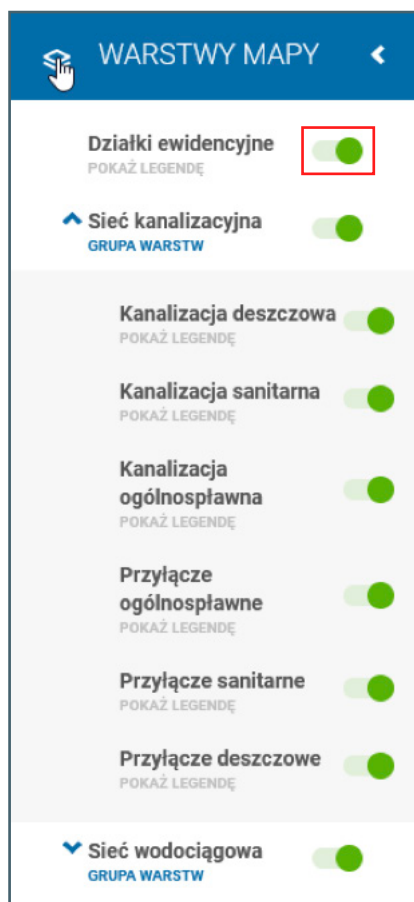 WARSTWY MAPY
Działki ewidencyjne
POKAŻ LEGENDĘ
Sieć kanalizacyjna
GRUPA WARSTW
Kanalizacja deszczowa
POKAŻ LEGENDĘ
Kanalizacja sanitarna
POKAŻ LEGENDĘ
Kanalizacja
ogólnospławna
POKAŻ LEGENDĘ
Przyłącze
ogólnospławne
POKAŻ LEGENDĘ
Przyłącze sanitarne
POKAŻ LEGENDĘ
Przyłącze deszczowe
POKAŻ LEGENDĘ
Sieć wodociągowa
GRUPA WARSTW